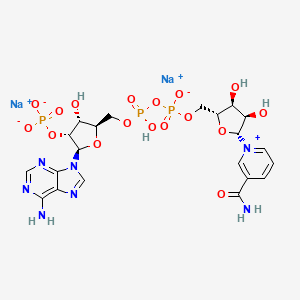 Na + OH
O- O O Na + O O- OH OH
P P P
O- O O O OH O O O
N N N+
N N
NH2 O NH2